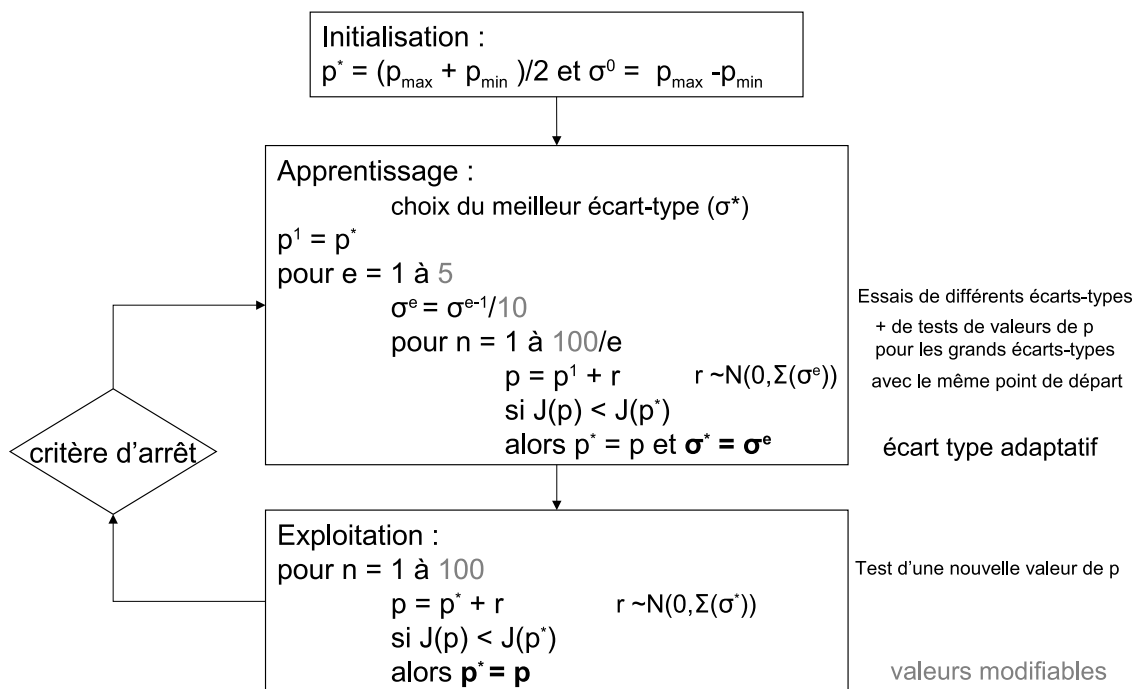 Initialisation :
p* = (pmax + pmin )/2 et σ⁰ = pmax -pmin
Apprentissage :
choix du meilleur écart-type (σ*)
p¹ = p*
pour e = 1 à 5
σᵉ = σᵉ⁻¹/10
pour n = 1 à 100/e
p = p¹ + r r ~N(0,Σ(σᵉ))
si J(p) < J(p*)
alors p* = p et σ* = σᵉ
Essais de différents écarts-types
+ de tests de valeurs de p
pour les grands écarts-types
avec le même point de départ
écart type adaptatif
critère d'arrêt
Exploitation :
pour n = 1 à 100
p = p* + r r ~N(0,Σ(σ*))
si J(p) < J(p*)
alors p* = p
Test d'une nouvelle valeur de p
valeurs modifiables